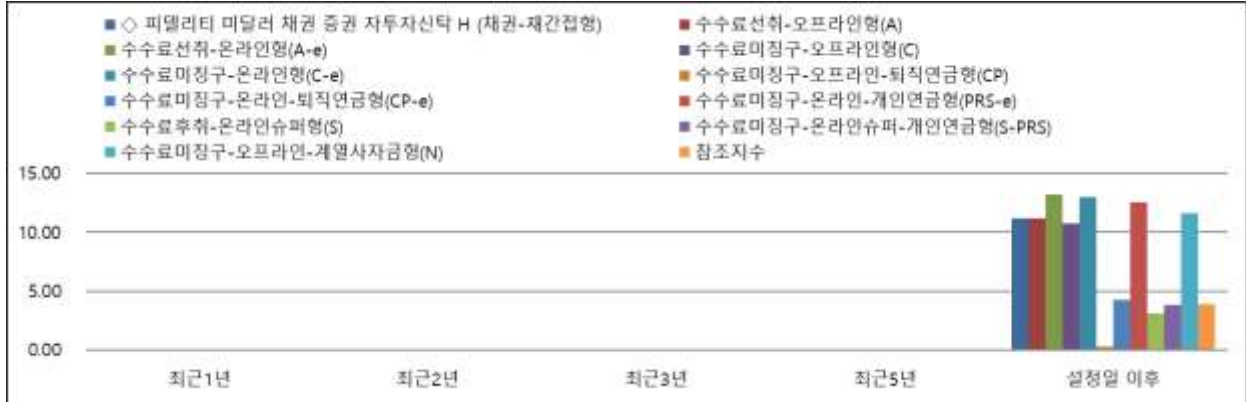 ◇ 피델리티 미달러 채권 증권 자투자신탁 H (채권-재간접형) 수수료선취-오프라인형(A)
수수료선취-온라인형(A-e) 수수료미징구-오프라인형(C)
수수료미징구-온라인형(C-e) 수수료미징구-오프라인-퇴직연금형(CP)
수수료미징구-온라인-퇴직연금형(CP-e) 수수료미징구-온라인-개인연금형(PRS-e)
수수료후취-온라인슈퍼형(S) 수수료미징구-온라인슈퍼-개인연금형(S-PRS)
수수료미징구-오프라인-계열사자금형(N) 참조지수
15.00
10.00
5.00
0.00
최근1년 최근2년 최근3년 최근5년 설정일 이후